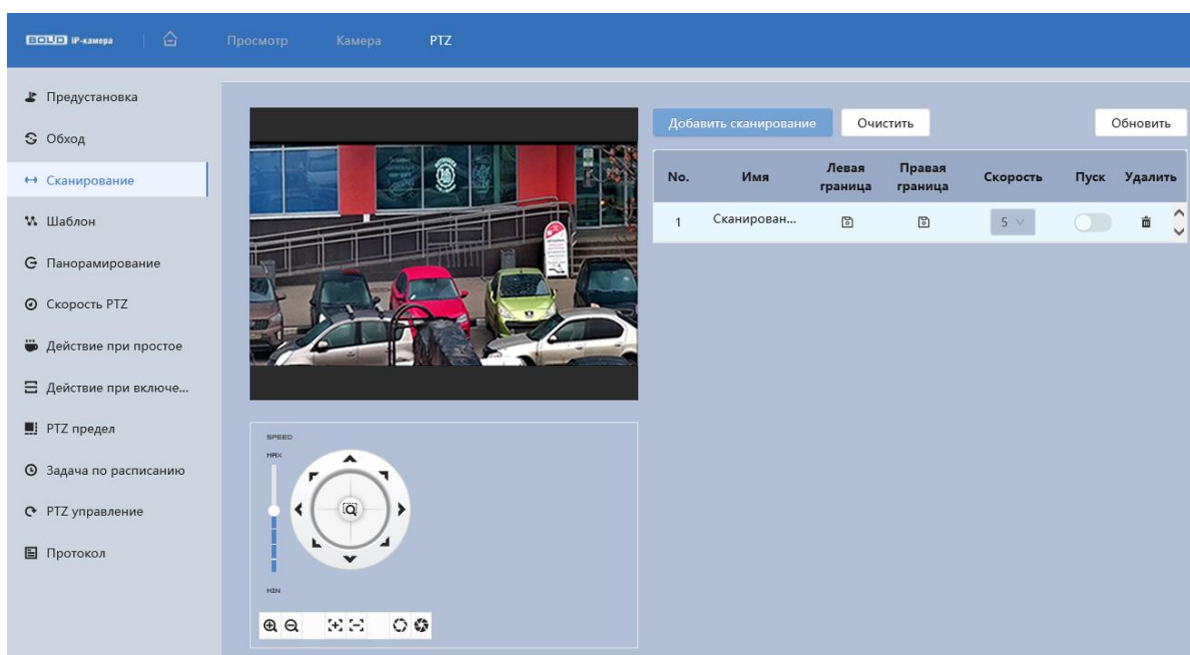 BOLID IP-камера
Просмотр
Камера
PTZ
Предустановка
Обход
Сканирование
Шаблон
Панорамирование
Скорость PTZ
Действие при простое
Действие при включе...
PTZ предел
Задача по расписанию
PTZ управление
Протокол
SPEED
MAX
MIN
Добавить сканирование
Очистить
Обновить
No. Имя Левая граница Правая граница Скорость Пуск Удалить
1 Сканирован... 5